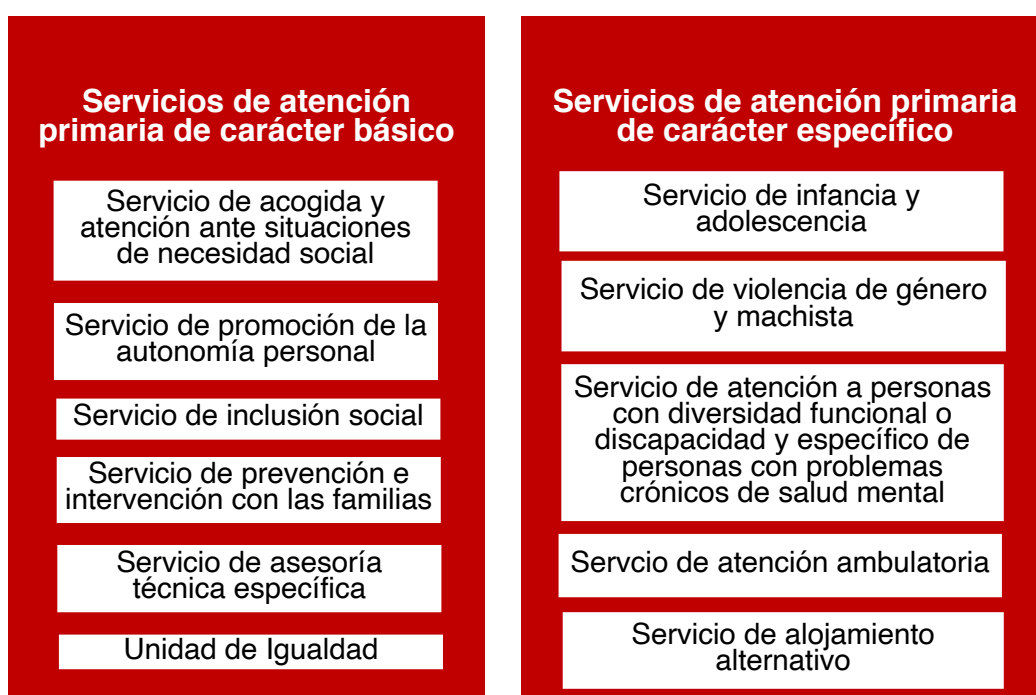 Servicios de atención
primaria de carácter básico
Servicio de acogida y
atención ante situaciones
de necesidad social
Servicio de promoción de la
autonomía personal
Servicio de inclusión social
Servicio de prevención e
intervención con las familias
Servicio de asesoría
técnica específica
Unidad de Igualdad
Servicios de atención primaria
de carácter específico
Servicio de infancia y
adolescencia
Servicio de violencia de género
y machista
Servicio de atención a personas
con diversidad funcional o
discapacidad y específico de
personas con problemas
crónicos de salud mental
Servcio de atención ambulatoria
Servicio de alojamiento
alternativo